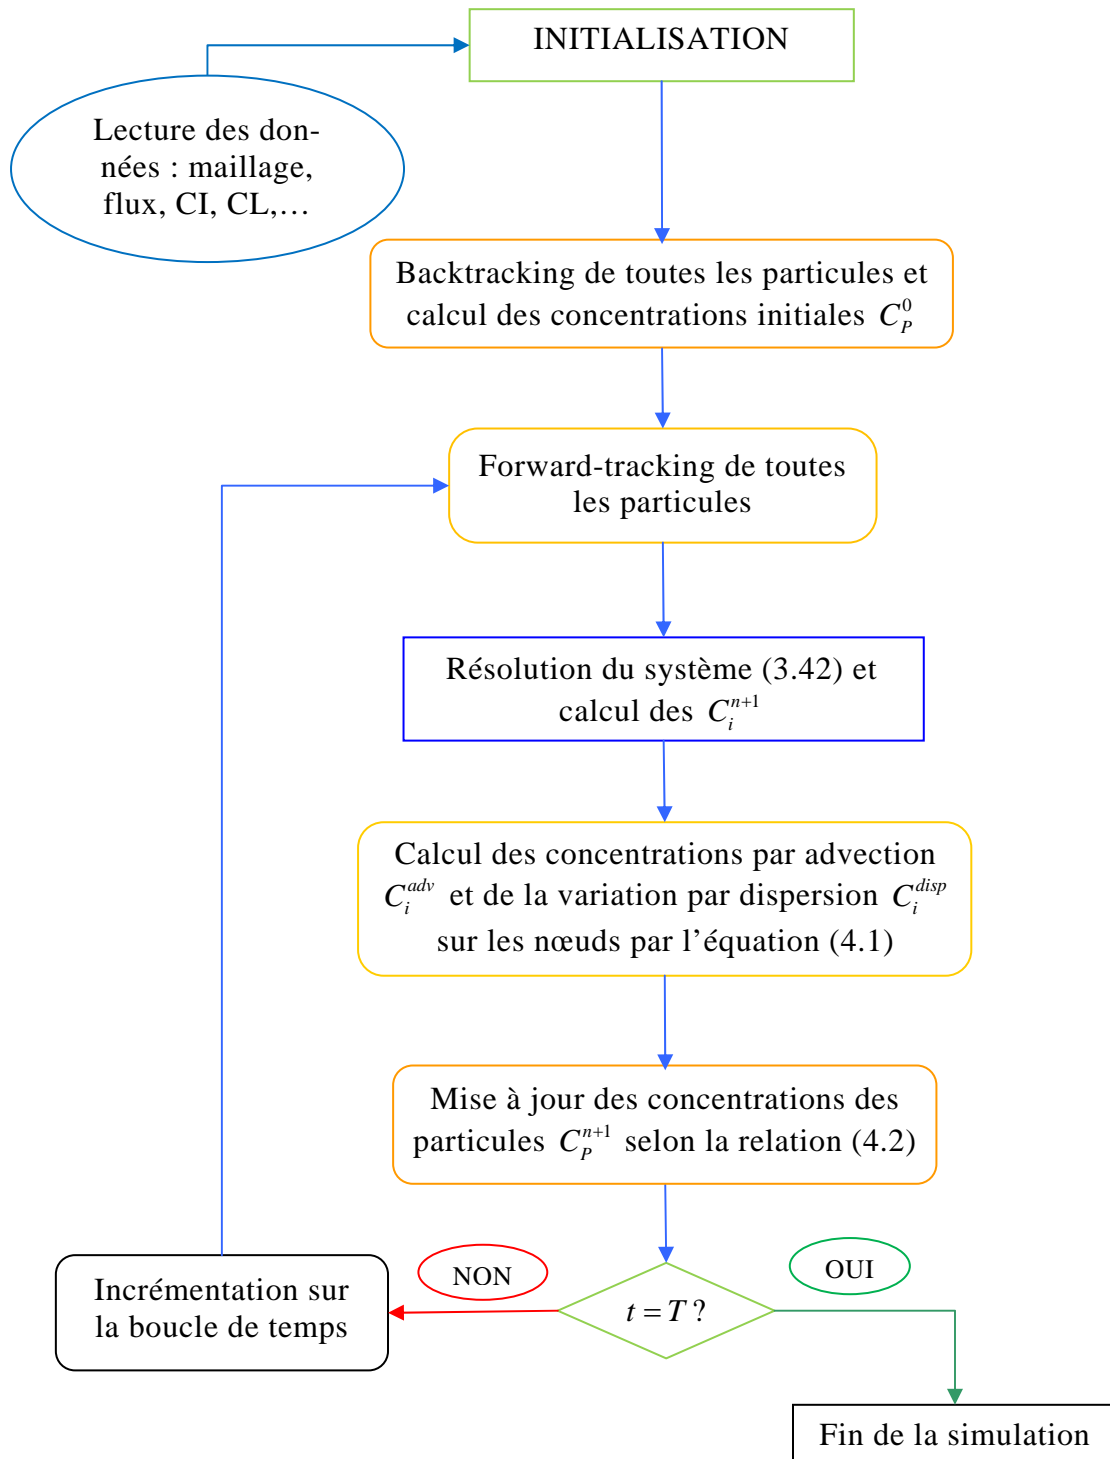 INITIALISATION
Lecture des don-
nées : maillage,
flux, CI, CL,…
Backtracking de toutes les particules et
calcul des concentrations initiales $C_P^0$
Forward-tracking de toutes
les particules
Résolution du système (3.42) et
calcul des $C_i^{n+1}$
Calcul des concentrations par advection
$C_i^{adv}$ et de la variation par dispersion $C_i^{disp}$
sur les nœuds par l’équation (4.1)
Mise à jour des concentrations des
particules $C_P^{n+1}$ selon la relation (4.2)
NON
OUI
Incrémentation sur
la boucle de temps
$t = T$ ?
Fin de la simulation